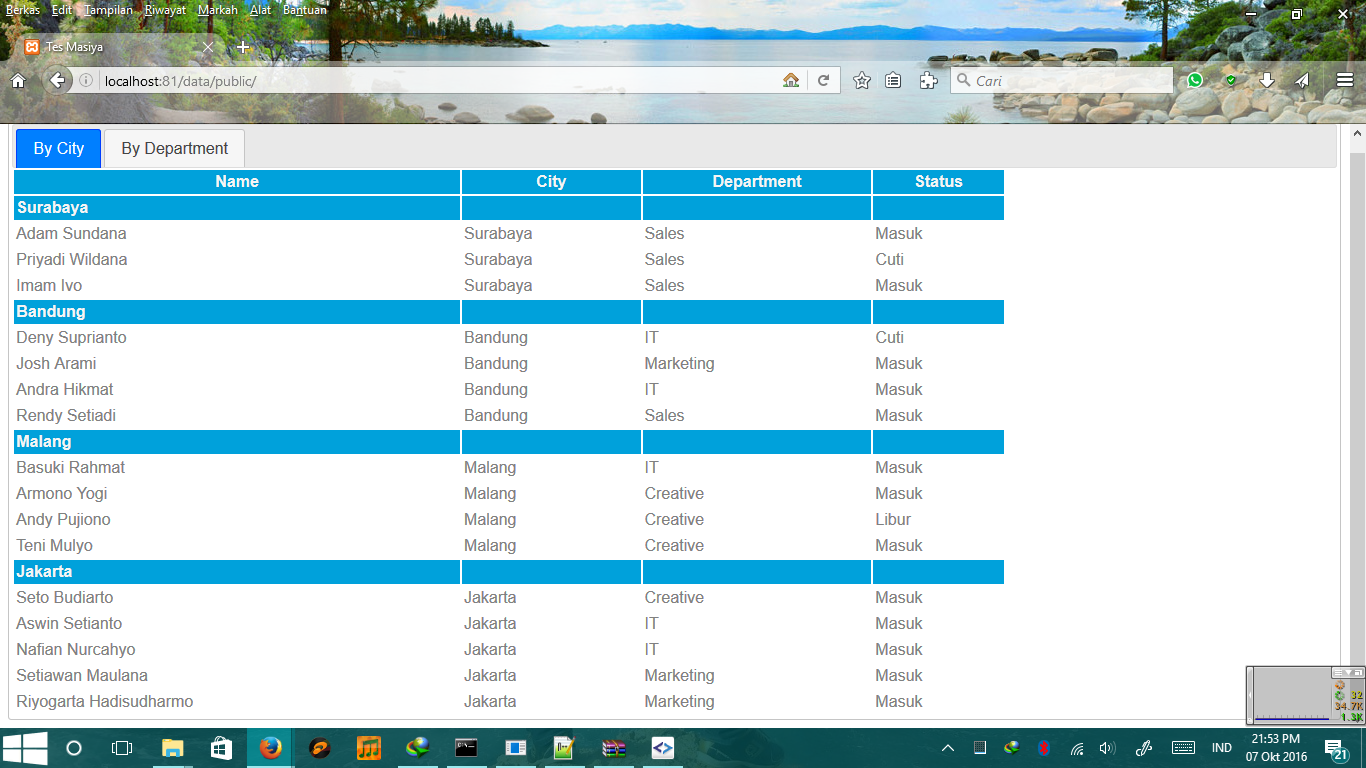 Berkas Edit Tampilan Riwayat Markah Alat Bantuan
Tes Masiya
localhost:81/data/public/
Cari
By City By Department
Name City Department Status
Surabaya
Adam Sundana Surabaya Sales Masuk
Priyadi Wildana Surabaya Sales Cuti
Imam Ivo Surabaya Sales Masuk
Bandung
Deny Suprianto Bandung IT Cuti
Josh Arami Bandung Marketing Masuk
Andra Hikmat Bandung IT Masuk
Rendy Setiadi Bandung Sales Masuk
Malang
Basuki Rahmat Malang IT Masuk
Armono Yogi Malang Creative Masuk
Andy Pujiono Malang Creative Libur
Teni Mulyo Malang Creative Masuk
Jakarta
Seto Budiarto Jakarta Creative Masuk
Aswin Setianto Jakarta IT Masuk
Nafian Nurcahyo Jakarta IT Masuk
Setiawan Maulana Jakarta Marketing Masuk
Riyogarta Hadisudharmo Jakarta Marketing Masuk
32
34.7K
1.3K
IND
21:53 PM
07 Okt 2016
21